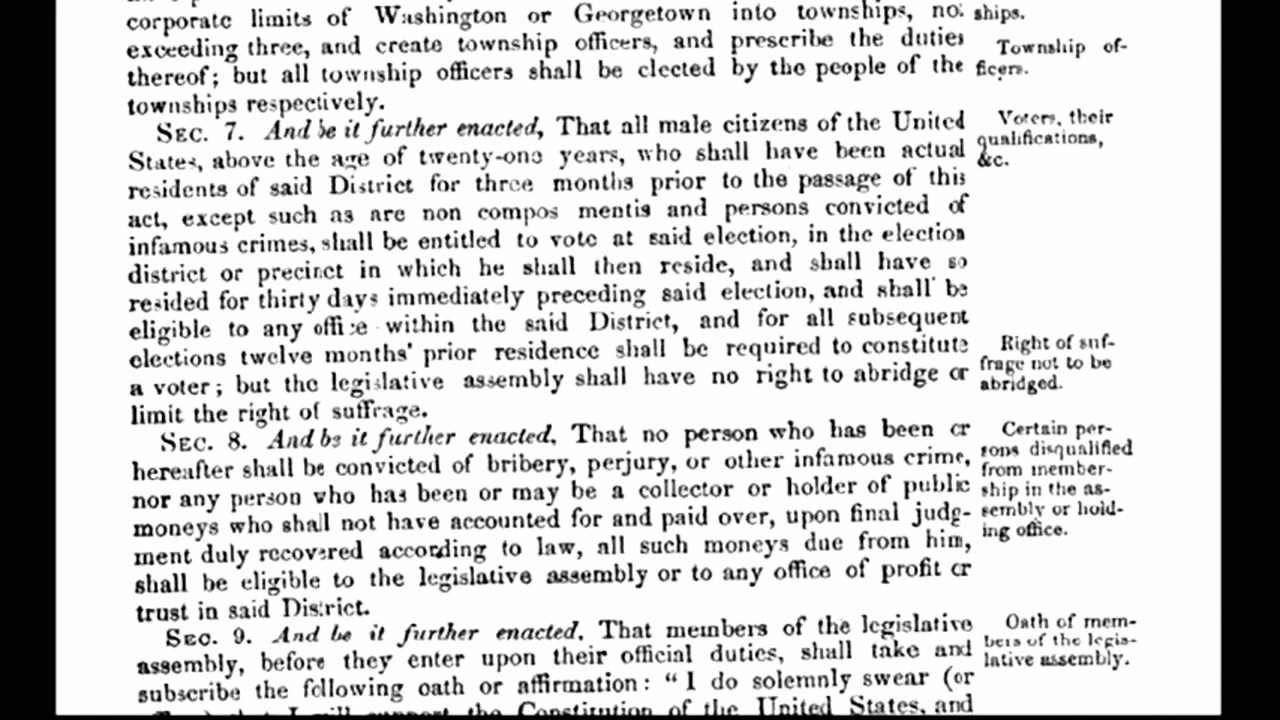 corporate limits of Washington or Georgetown into townships, not
exceeding three, and create township officers, and prescribe the duties
thereof; but all township officers shall be elected by the people of the
townships respectively.
SEC. 7. And be it further enacted, That all male citizens of the United
States, above the age of twenty-one years, who shall have been actual
residents of said District for three months prior to the passage of this
act, except such as are non compos mentis and persons convicted of
infamous crimes, shall be entitled to vote at said election, in the election
district or precinct in which he shall then reside, and shall have so
resided for thirty days immediately preceding said election, and shall be
eligible to any office within the said District, and for all subsequent
elections twelve months' prior residence shall be required to constitute
a voter; but the legislative assembly shall have no right to abridge or
limit the right of suffrage.
SEC. 8. And be it further enacted, That no person who has been or
hereafter shall be convicted of bribery, perjury, or other infamous crime,
nor any person who has been or may be a collector or holder of public
moneys who shall not have accounted for and paid over, upon final judg-
ment duly recovered according to law, all such moneys due from him,
shall be eligible to the legislative assembly or to any office of profit or
trust in said District.
SEC. 9. And be it further enacted, That members of the legislative
assembly, before they enter upon their official duties, shall take and
subscribe the following oath or affirmation: "I do solemnly swear (or
that I will support the Constitution of the United States, and
ships.
Township of-
ficers.
Voters, their
qualifications,
&c.
Right of suf-
frage not to be
abridged.
Certain per-
sons disqualified
from member-
ship in the as-
sembly or hold-
ing office.
Oath of mem-
bers of the legis-
lative assembly.